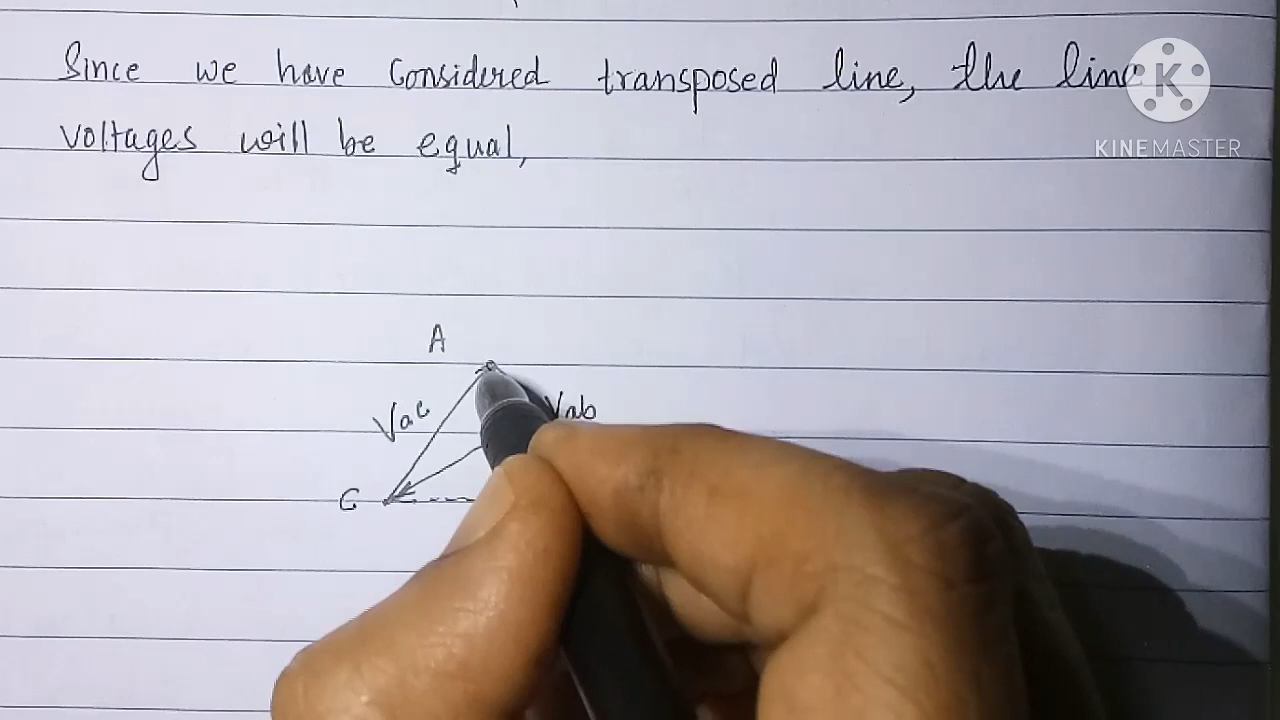 Since we have Considered transposed line, the line
voltages will be equal,
K
KINEMASTER
A
Vac
Vab
C